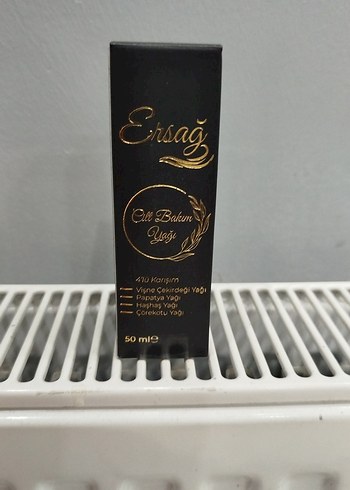 Ersağ
Cilt Bakım
Yağı
4'lü Karışım
Vişne Çekirdeği Yağı
Papatya Yağı
Haşhaş Yağı
Çörekotu Yağı
50 ml℮